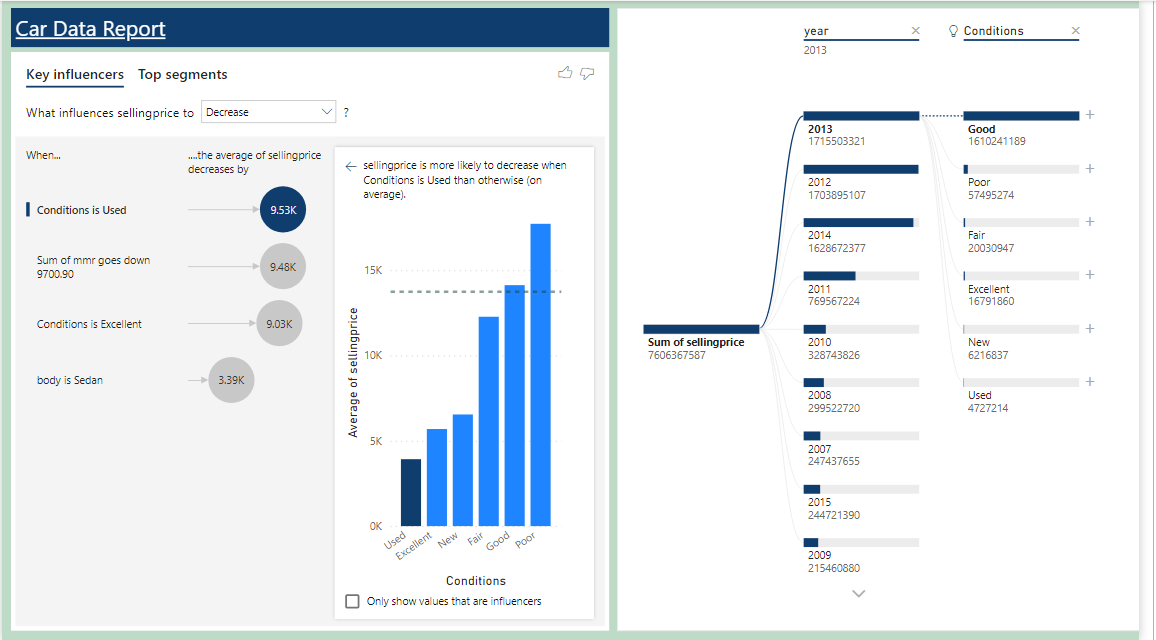 Car Data Report
Key influencers Top segments
What influences sellingprice to Decrease ?
When...
....the average of sellingprice
decreases by
Conditions is Used
9.53K
Sum of mmr goes down
9700.90
9.48K
Conditions is Excellent
9.03K
body is Sedan
3.39K
sellingprice is more likely to decrease when
Conditions is Used than otherwise (on
average).
Average of sellingprice
15K
10K
5K
0K
Used
Excellent
New
Fair
Good
Poor
Conditions
Only show values that are influencers
year
2013
Conditions
Sum of sellingprice
7606367587
2013
1715503321
2012
1703895107
2014
1628672377
2011
769567224
2010
328743826
2008
299522720
2007
247437655
2015
244721390
2009
215460880
Good
1610241189
Poor
57495274
Fair
20030947
Excellent
16791860
New
6216837
Used
4727214